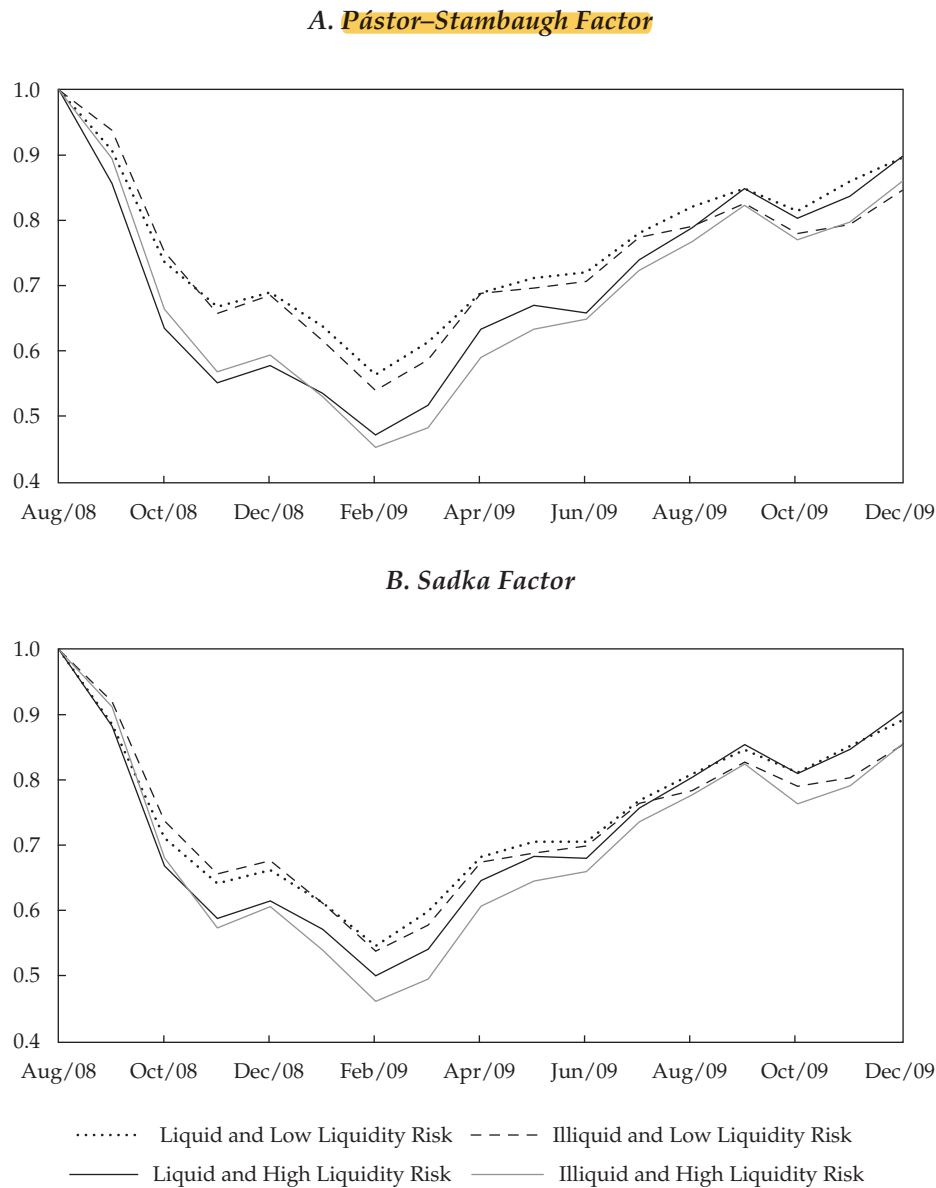 A. Pástor–Stambaugh Factor
1.0
0.9
0.8
0.7
0.6
0.5
0.4
Aug/08 Oct/08 Dec/08 Feb/09 Apr/09 Jun/09 Aug/09 Oct/09 Dec/09
B. Sadka Factor
1.0
0.9
0.8
0.7
0.6
0.5
0.4
Aug/08 Oct/08 Dec/08 Feb/09 Apr/09 Jun/09 Aug/09 Oct/09 Dec/09
Liquid and Low Liquidity Risk Illiquid and Low Liquidity Risk
Liquid and High Liquidity Risk Illiquid and High Liquidity Risk